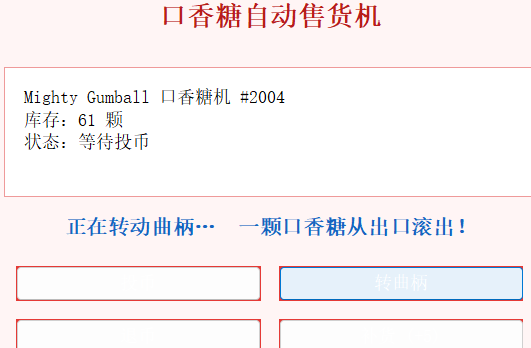 口香糖自动售货机
Mighty Gumball 口香糖机 #2004
库存：61 颗
状态：等待投币
正在转动曲柄… 一颗口香糖从出口滚出！
转曲柄